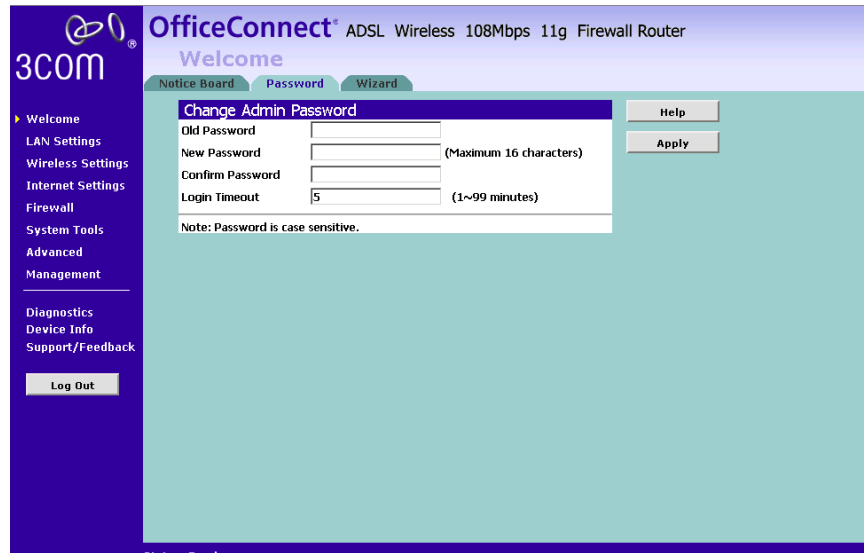 3COM ®
OfficeConnect® ADSL Wireless 108Mbps 11g Firewall Router
Welcome
Notice Board
Password
Wizard
Welcome
LAN Settings
Wireless Settings
Internet Settings
Firewall
System Tools
Advanced
Management
Diagnostics
Device Info
Support/Feedback
Log Out
Change Admin Password
Old Password
New Password (Maximum 16 characters)
Confirm Password
Login Timeout 5 (1~99 minutes)
Note: Password is case sensitive.
Help
Apply